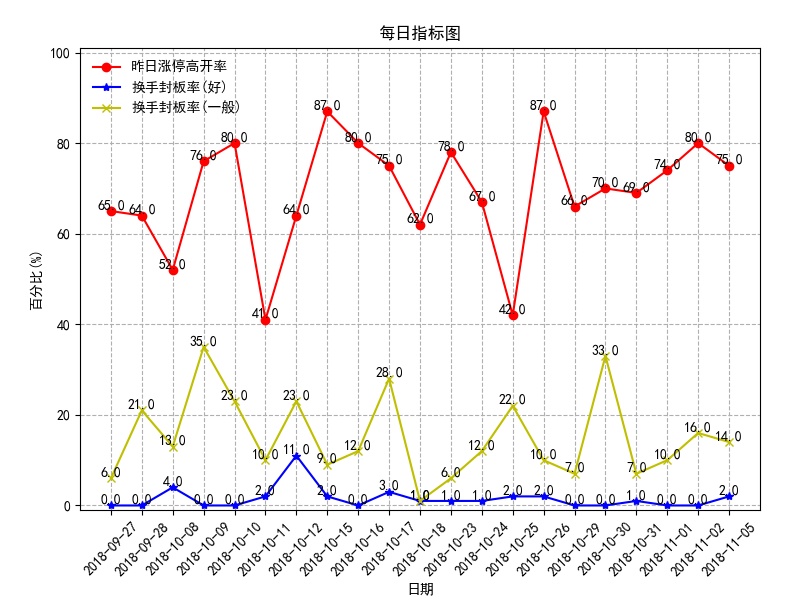 每日指标图
昨日涨停高开率
换手封板率(好)
换手封板率(一般)
百分比(%)
100
80
60
40
20
0
65.0 64.0 52.0 76.0 80.0 41.0 64.0 87.0 80.0 75.0 62.0 78.0 67.0 42.0 87.0 66.0 70.0 69.0 74.0 80.0 75.0
6.0 21.0 13.0 35.0 23.0 10.0 23.0 9.0 12.0 28.0 1.0 6.0 12.0 22.0 10.0 7.0 33.0 7.0 10.0 16.0 14.0
0.0 0.0 4.0 0.0 0.0 2.0 11.0 2.0 0.0 3.0 1.0 1.0 1.0 2.0 2.0 0.0 0.0 1.0 0.0 0.0 2.0
2018-09-27 2018-09-28 2018-10-08 2018-10-09 2018-10-10 2018-10-11 2018-10-12 2018-10-15 2018-10-16 2018-10-17 2018-10-18 2018-10-23 2018-10-24 2018-10-25 2018-10-26 2018-10-29 2018-10-30 2018-10-31 2018-11-01 2018-11-02 2018-11-05
日期